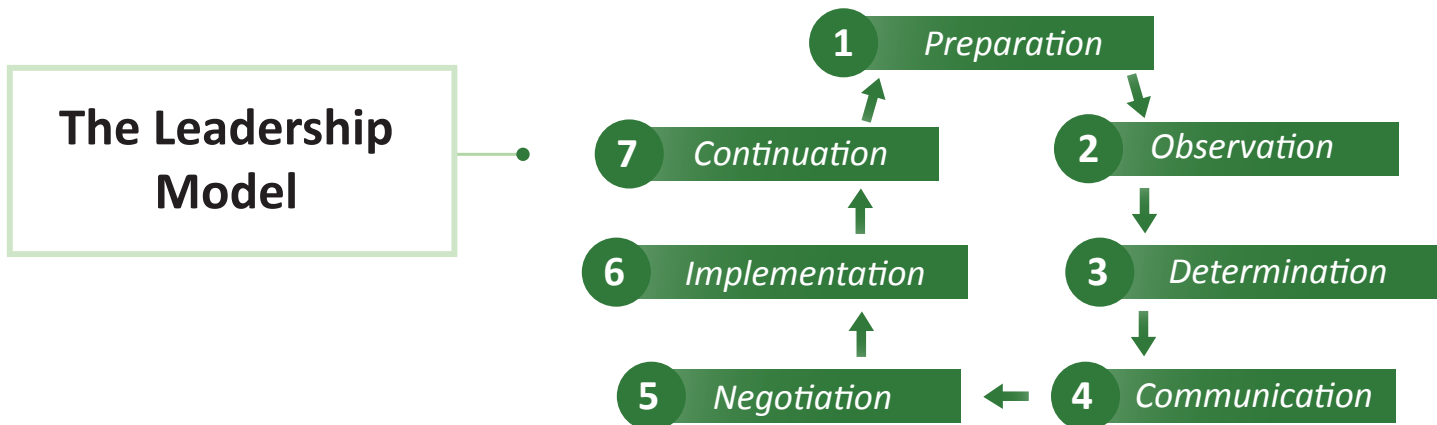 The Leadership
Model
1 Preparation
2 Observation
3 Determination
4 Communication
5 Negotiation
6 Implementation
7 Continuation